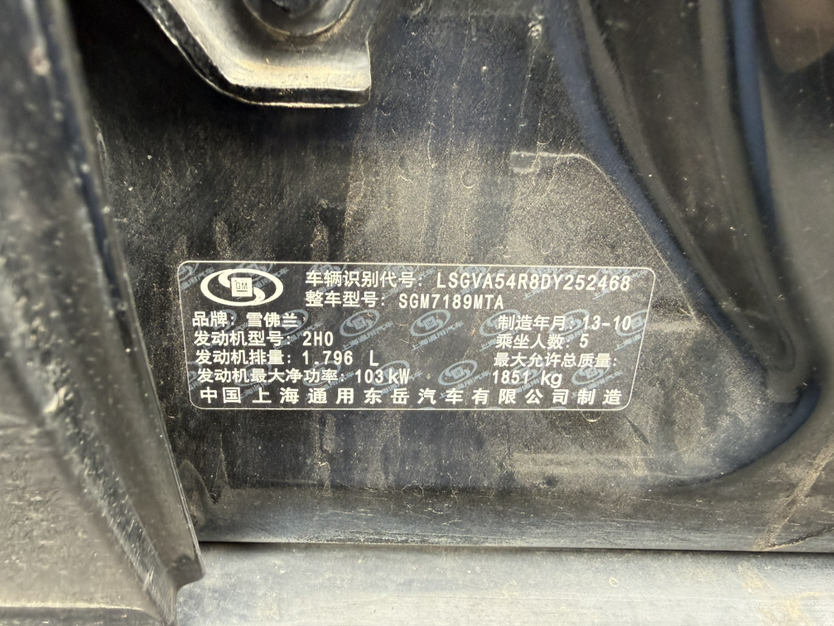 GM
车辆识别代号: LSGVA54R8DY252468
整车型号: SGM7189MTA
品牌: 雪佛兰 制造年月: 13-10
发动机型号: 2H0 乘坐人数: 5
发动机排量: 1.796 L 最大允许总质量:
发动机最大净功率: 103kW 1851 kg
中国上海通用东岳汽车有限公司制造